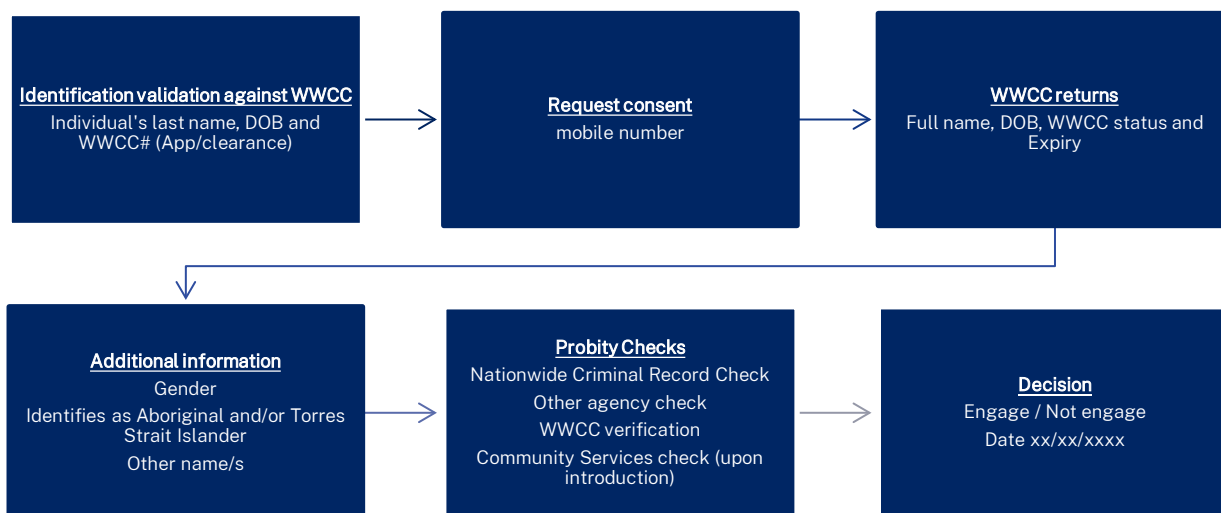 Identification validation against WWCC
Individual's last name, DOB and
WWCC# (App/clearance)
Request consent
mobile number
WWCC returns
Full name, DOB, WWCC status and
Expiry
Additional information
Gender
Identifies as Aboriginal and/or Torres
Strait Islander
Other name/s
Probity Checks
Nationwide Criminal Record Check
Other agency check
WWCC verification
Community Services check (upon
introduction)
Decision
Engage / Not engage
Date xx/xx/xxxx